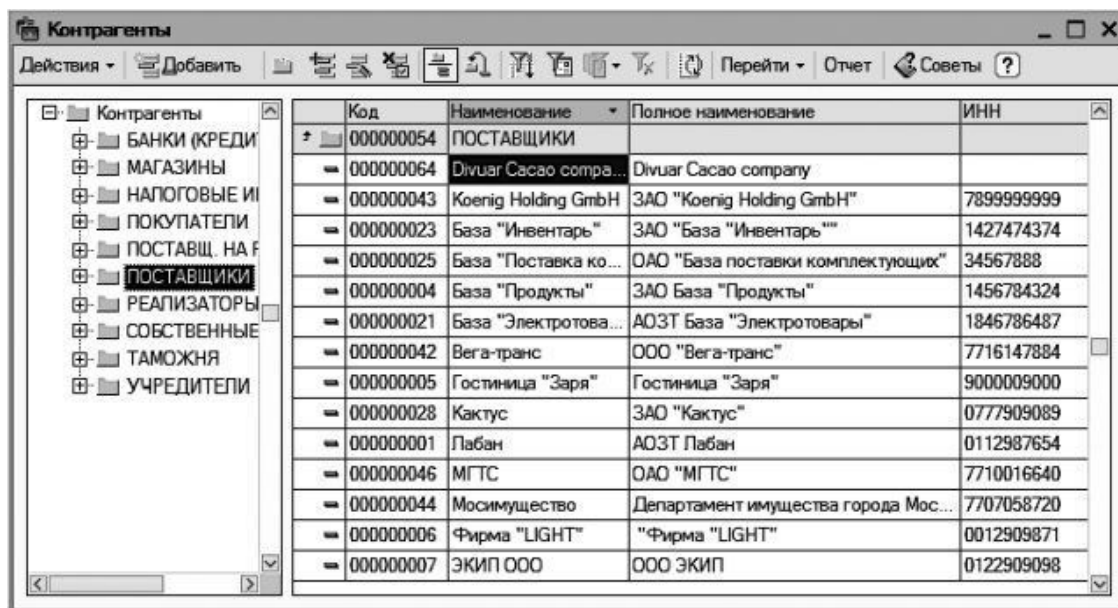 Контрагенты
Действия Добавить Перейти Отчет Советы ?
Контрагенты
БАНКИ (КРЕДИ
МАГАЗИНЫ
НАЛОГОВЫЕ И
ПОКУПАТЕЛИ
ПОСТАВЩ. НА
ПОСТАВЩИКИ
РЕАЛИЗАТОРЫ
СОБСТВЕННЫЕ
ТАМОЖНЯ
УЧРЕДИТЕЛИ
Код Наименование Полное наименование ИНН
000000054 ПОСТАВЩИКИ
000000064 Divuar Cacao compa... Divuar Cacao company
000000043 Koenig Holding GmbH ЗАО "Koenig Holding GmbH" 7899999999
000000023 База "Инвентарь" ЗАО "База "Инвентарь"" 1427474374
000000025 База "Поставка ко... ОАО "База поставки комплектующих" 34567888
000000004 База "Продукты" ЗАО База "Продукты" 1456784324
000000021 База "Электротова... АОЗТ База "Электротовары" 1846786487
000000042 Вега-транс ООО "Вега-транс" 7716147884
000000005 Гостиница "Заря" Гостиница "Заря" 9000009000
000000028 Кактус ЗАО "Кактус" 0777909089
000000001 Лабан АОЗТ Лабан 0112987654
000000046 МГТС ОАО "МГТС" 7710016640
000000044 Мосимущество Департамент имущества города Мос... 7707058720
000000006 Фирма "LIGHT" "Фирма "LIGHT" 0012909871
000000007 ЭКИП ООО ООО ЭКИП 0122909098